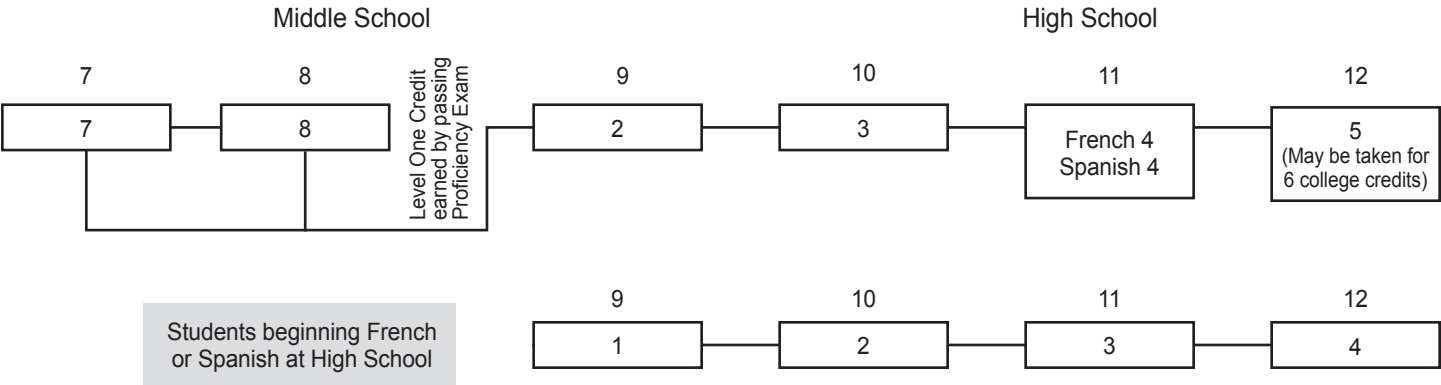 Middle School
High School
7
8
Level One Credit
earned by passing
Proficiency Exam
9
10
11
12
7
8
2
3
French 4
Spanish 4
5
(May be taken for
6 college credits)
Students beginning French
or Spanish at High School
9
10
11
12
1
2
3
4